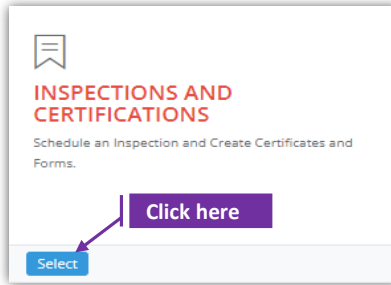 INSPECTIONS AND
CERTIFICATIONS
Schedule an Inspection and Create Certificates and
Forms.
Click here
Select